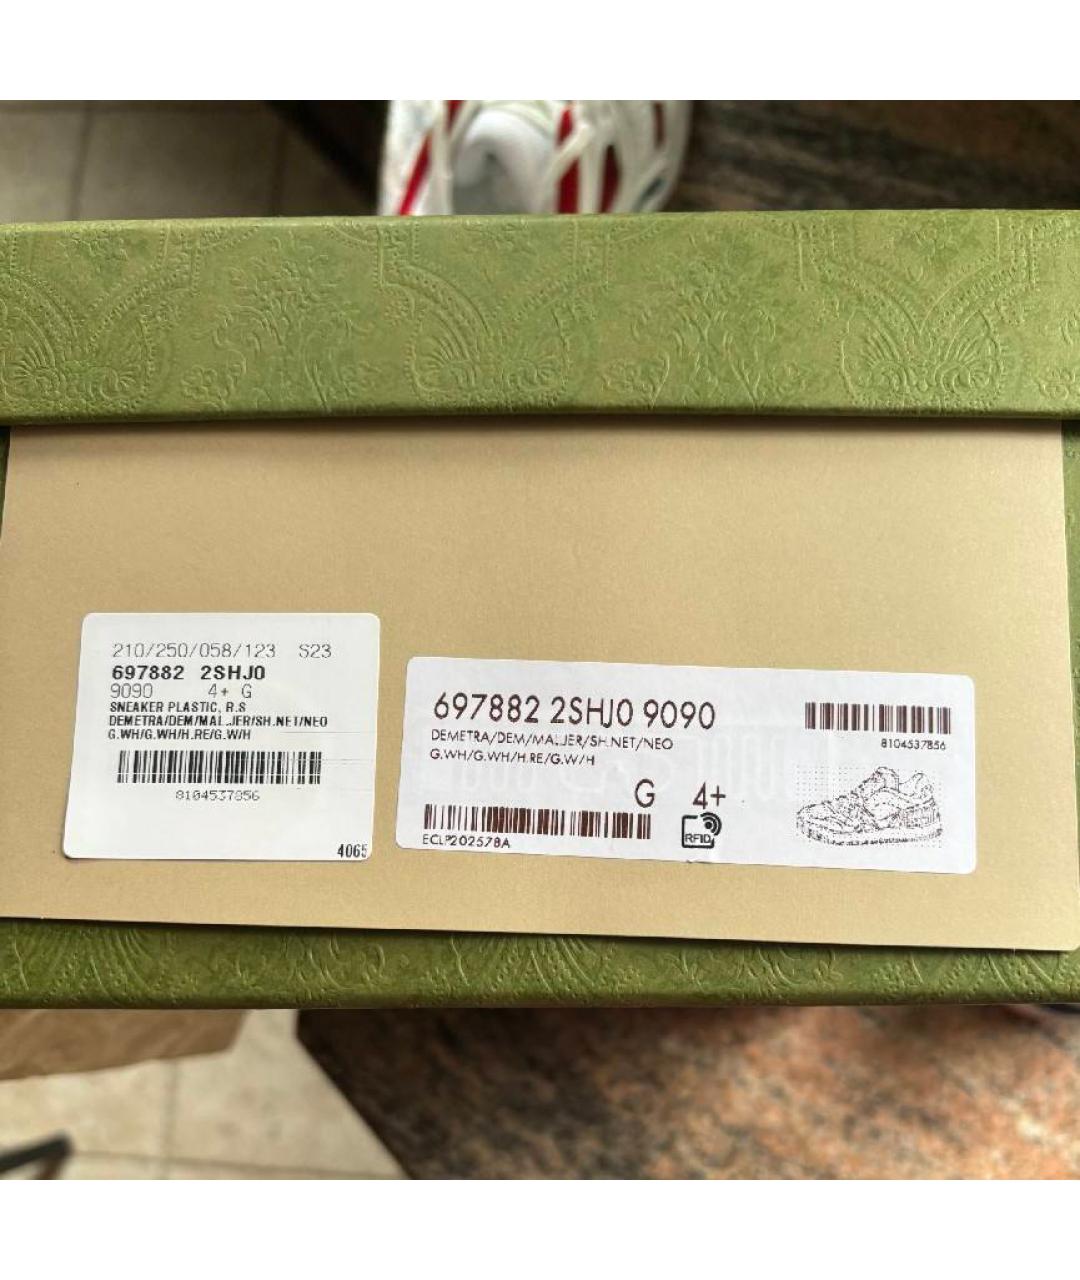 210/250/058/123 S23
697882 2SHJ0
9090 4+ G
SNEAKER PLASTIC, R.S
DEMETRA/DEM/MAL.JER/SH.NET/NEO
G.WH/G.WH/H.RE/G.W/H
8104537856
4065
697882 2SHJ0 9090
DEMETRA/DEM/MAL.JER/SH.NET/NEO
G.WH/G.WH/H.RE/G.W/H
8104537856
G 4+
RFID
ECLP202578A